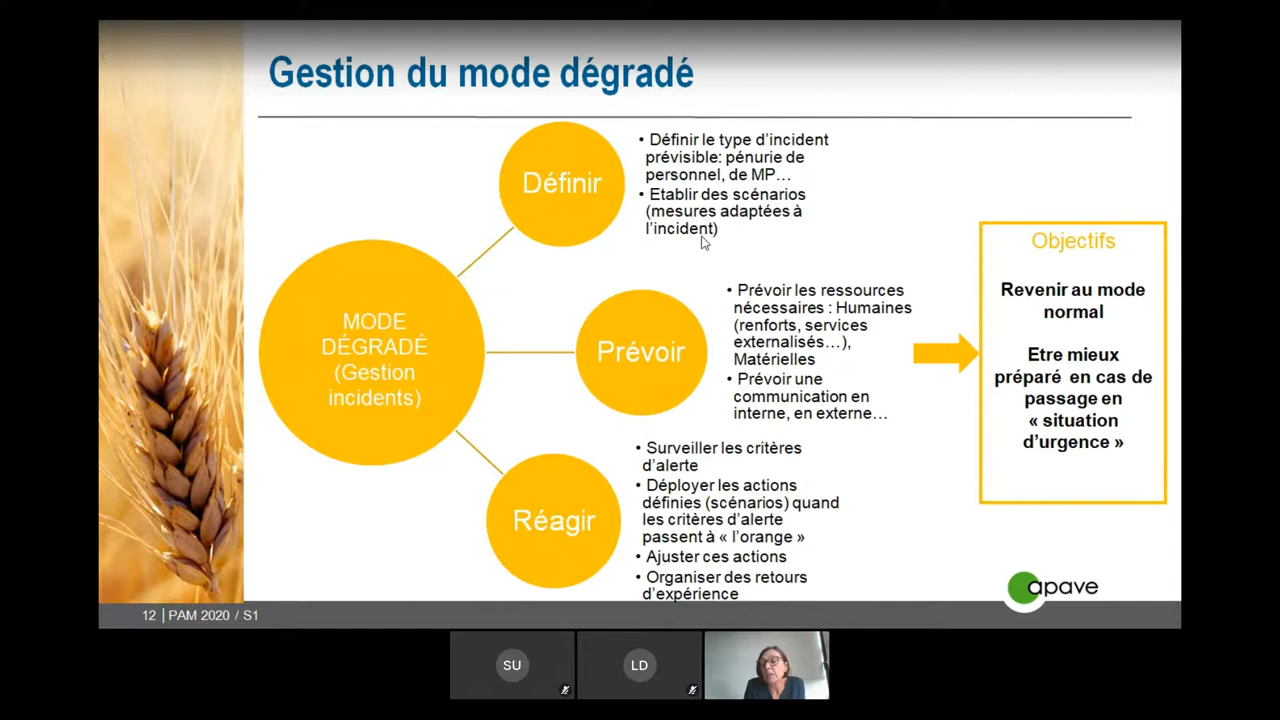 Gestion du mode dégradé
Définir
• Définir le type d’incident
prévisible: pénurie de
personnel, de MP…
• Etablir des scénarios
(mesures adaptées à
l’incident)
MODE
DÉGRADÉ
(Gestion
incidents)
Prévoir
• Prévoir les ressources
nécessaires : Humaines
(renforts, services
externalisés…),
Matérielles
• Prévoir une
communication en
interne, en externe…
Réagir
• Surveiller les critères
d’alerte
• Déployer les actions
définies (scénarios) quand
les critères d’alerte
passent à « l’orange »
• Ajuster ces actions
• Organiser des retours
d’expérience
Objectifs
Revenir au mode
normal
Etre mieux
préparé en cas de
passage en
« situation
d’urgence »
apave
12 | PAM 2020 / S1
SU
LD